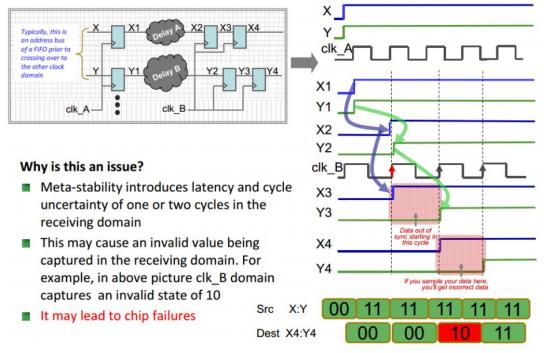 Typically, this is
an address bus
of a FIFO prior to
crossing over to
the other clock
domain
X
X1
Delay A
X2
X3
X4
Y
Y1
Delay B
Y2
Y3
Y4
clk_A
clk_B
Why is this an issue?
Meta-stability introduces latency and cycle
uncertainty of one or two cycles in the
receiving domain
This may cause an invalid value being
captured in the receiving domain. For
example, in above picture clk_B domain
captures an invalid state of 10
It may lead to chip failures
X
Y
clk_A
X1
Y1
X2
Y2
clk_B
X3
Y3
Data out of
sync starting in
this cycle
X4
Y4
If you sample your data here,
you'll get incorrect data
Src X:Y 00 11 11 11 11 11
Dest X4:Y4 00 00 10 11